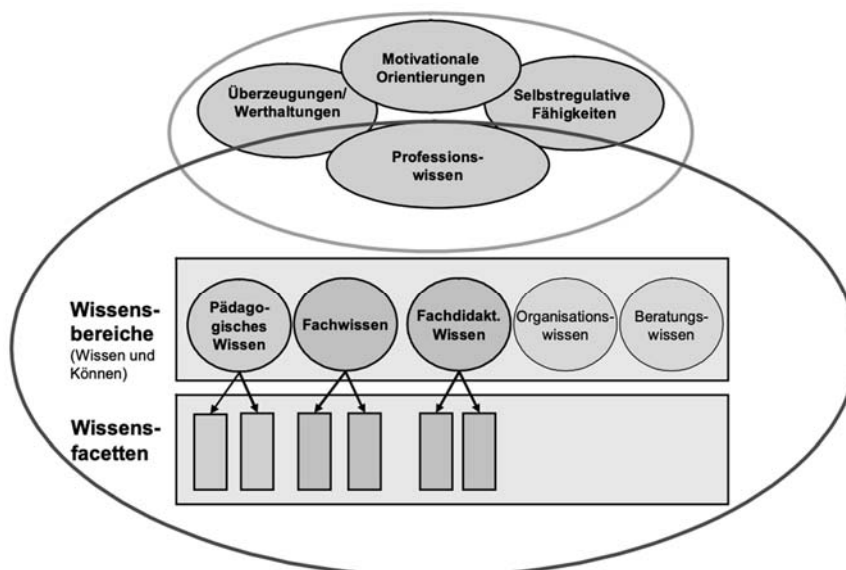 Motivationale
Orientierungen
Überzeugungen/
Werthaltungen
Selbstregulative
Fähigkeiten
Professions-
wissen
Wissens-
bereiche
(Wissen und
Können)
Pädago-
gisches
Wissen
Fachwissen
Fachdidakt.
Wissen
Organisations-
wissen
Beratungs-
wissen
Wissens-
facetten